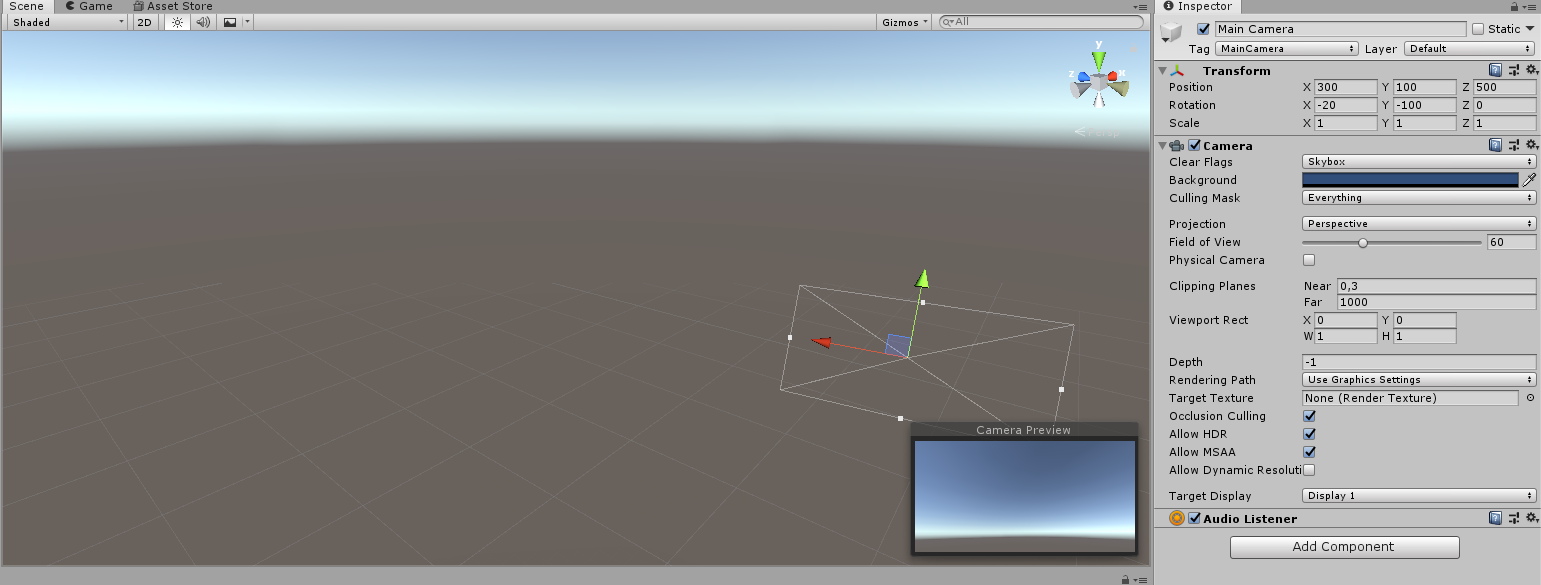 Scene Game Asset Store
Shaded 2D Gizmos All
y
z x
Persp
Camera Preview
Inspector
Main Camera Static
Tag MainCamera Layer Default
Transform
Position X 300 Y 100 Z 500
Rotation X -20 Y -100 Z 0
Scale X 1 Y 1 Z 1
Camera
Clear Flags Skybox
Background
Culling Mask Everything
Projection Perspective
Field of View 60
Physical Camera
Clipping Planes Near 0,3
Far 1000
Viewport Rect X 0 Y 0
W 1 H 1
Depth -1
Rendering Path Use Graphics Settings
Target Texture None (Render Texture)
Occlusion Culling
Allow HDR
Allow MSAA
Allow Dynamic Resoluti
Target Display Display 1
Audio Listener
Add Component